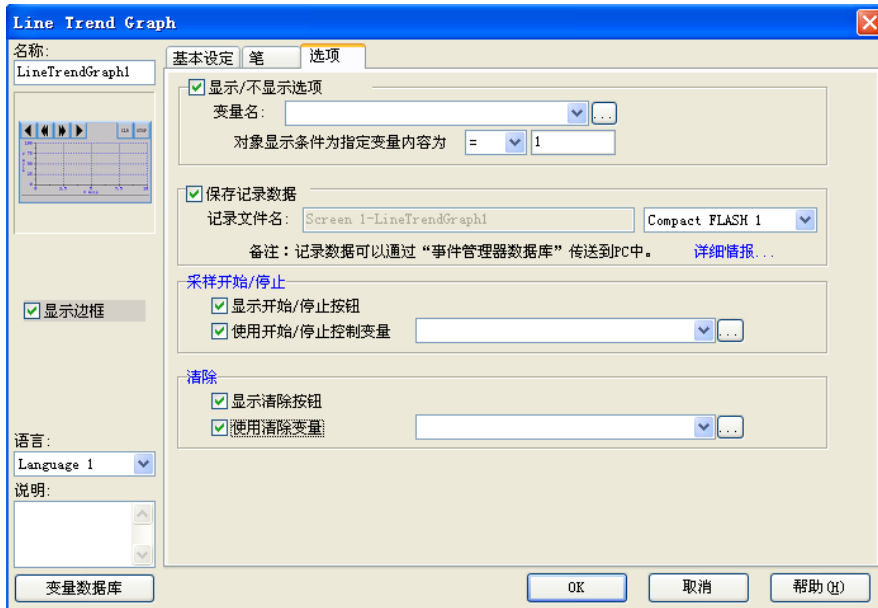 Line Trend Graph
名称:
LineTrendGraph1
CLR STOP
显示边框
语言:
Language 1
说明:
变量数据库
基本设定 笔 选项
显示/不显示选项
变量名: ...
对象显示条件为指定变量内容为 = 1
保存记录数据
记录文件名: Screen 1-LineTrendGraph1 Compact FLASH 1
备注：记录数据可以通过“事件管理器数据库”传送到PC中。 详细情报...
采样开始/停止
显示开始/停止按钮
使用开始/停止控制变量 ...
清除
显示清除按钮
使用清除变量 ...
OK 取消 帮助(H)